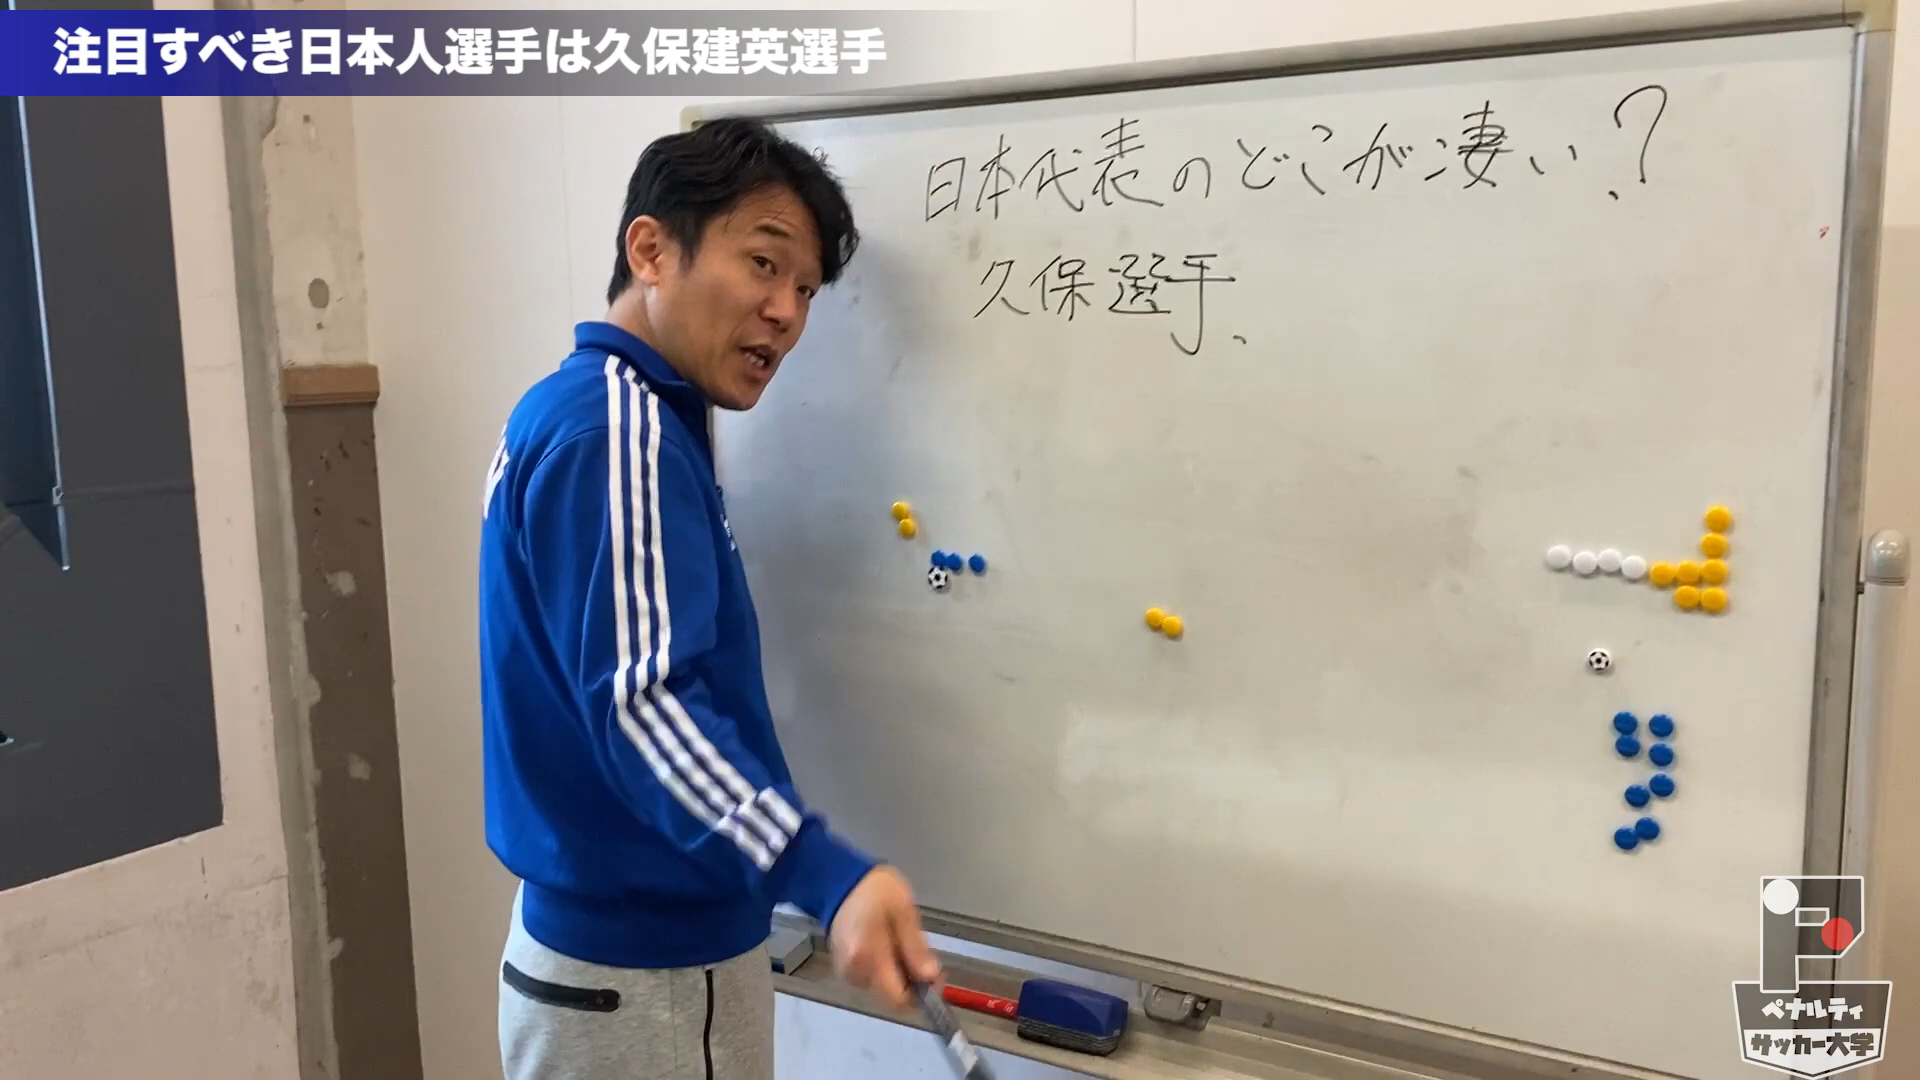 注目すべき日本人選手は久保建英選手
日本代表のどこが凄い？
久保選手、
ペナルティ
サッカー大学